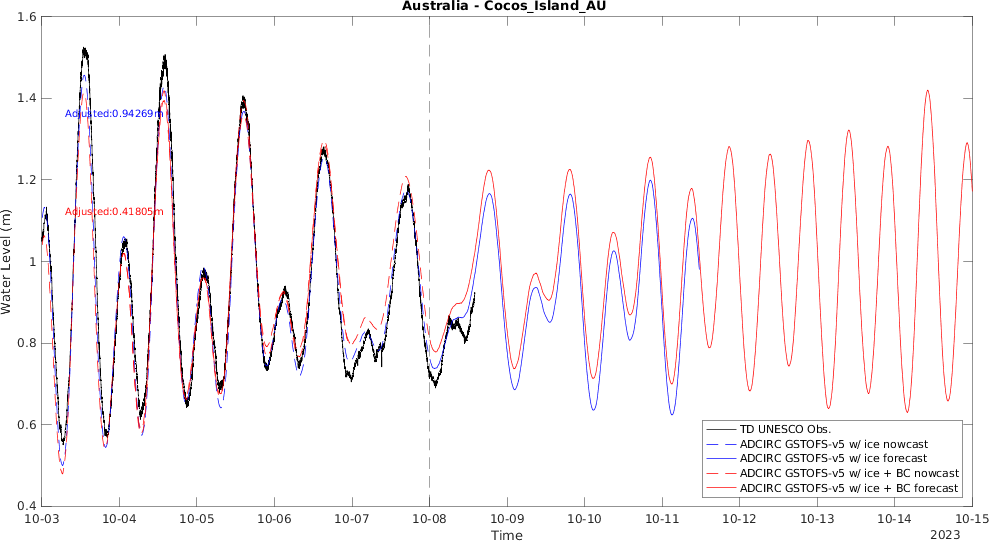 Australia - Cocos_Island_AU
1.6
1.4
1.2
1
0.8
0.6
0.4
Water Level (m)
Adjusted:0.94269m
Adjusted:0.41805m
TD UNESCO Obs.
ADCIRC GSTOFS-v5 w/ ice nowcast
ADCIRC GSTOFS-v5 w/ ice forecast
ADCIRC GSTOFS-v5 w/ ice + BC nowcast
ADCIRC GSTOFS-v5 w/ ice + BC forecast
10-03 10-04 10-05 10-06 10-07 10-08 10-09 10-10 10-11 10-12 10-13 10-14 10-15
Time
2023